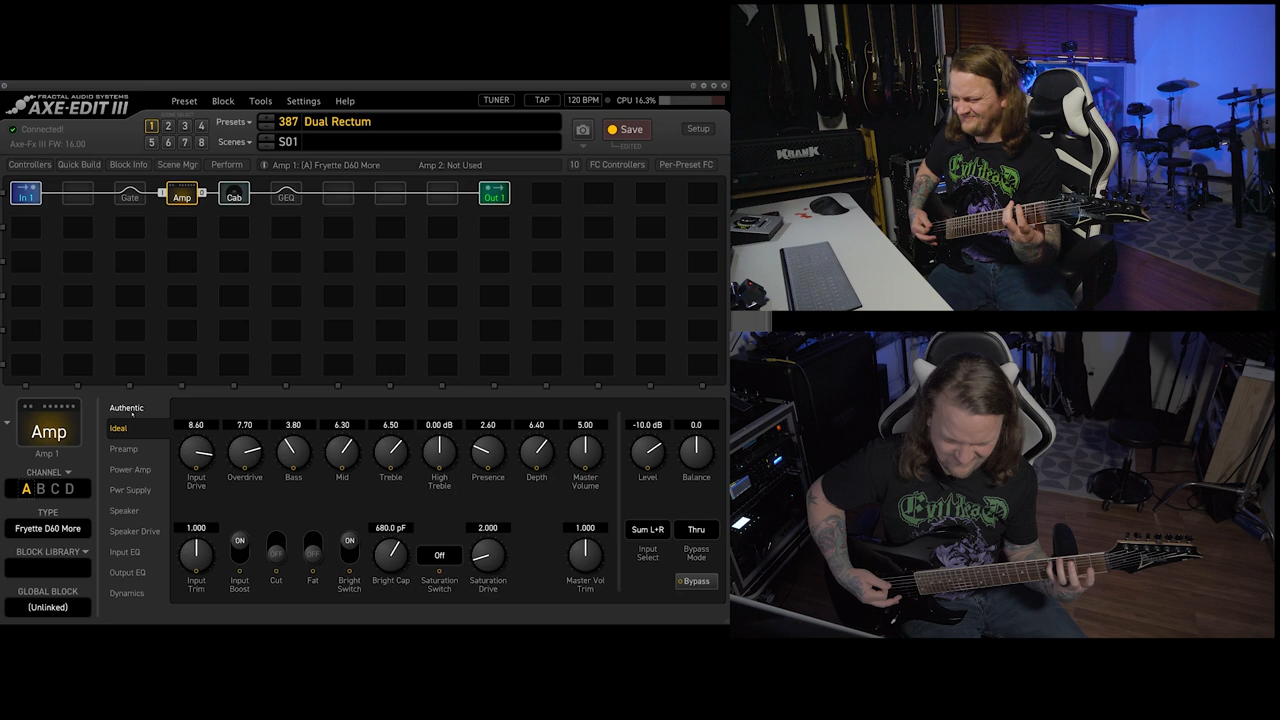 FRACTAL AUDIO SYSTEMS
AXE-EDIT III
Preset Block Tools Settings Help
TUNER TAP 120 BPM CPU 16.3%
Connected!
Axe-Fx III FW: 16.00
SCENE SELECT
1 2 3 4
5 6 7 8
Presets 387 Dual Rectum
Scenes S01
Save
EDITED
Setup
Controllers Quick Build Block Info Scene Mgr Perform Amp 1: [A] Fryette D60 More Amp 2: Not Used 10 FC Controllers Per-Preset FC
In 1 Gate I Amp O Cab GEQ Out 1
Amp
Amp 1
CHANNEL
A B C D
TYPE
Fryette D60 More
BLOCK LIBRARY
GLOBAL BLOCK
(Unlinked)
Authentic
Ideal
Preamp
Power Amp
Pwr Supply
Speaker
Speaker Drive
Input EQ
Output EQ
Dynamics
8.60 7.70 3.80 6.30 6.50 0.00 dB 2.60 6.40 5.00 -10.0 dB 0.0
Input Drive Overdrive Bass Mid Treble High Treble Presence Depth Master Volume Level Balance
1.000 ON OFF OFF ON 680.0 pF Off 2.000 1.000 Sum L+R Thru
Input Trim Input Boost Cut Fat Bright Switch Bright Cap Saturation Switch Saturation Drive Master Vol Trim Input Select Bypass Mode
Bypass
KRANK
Evil Dead
Evil Dead